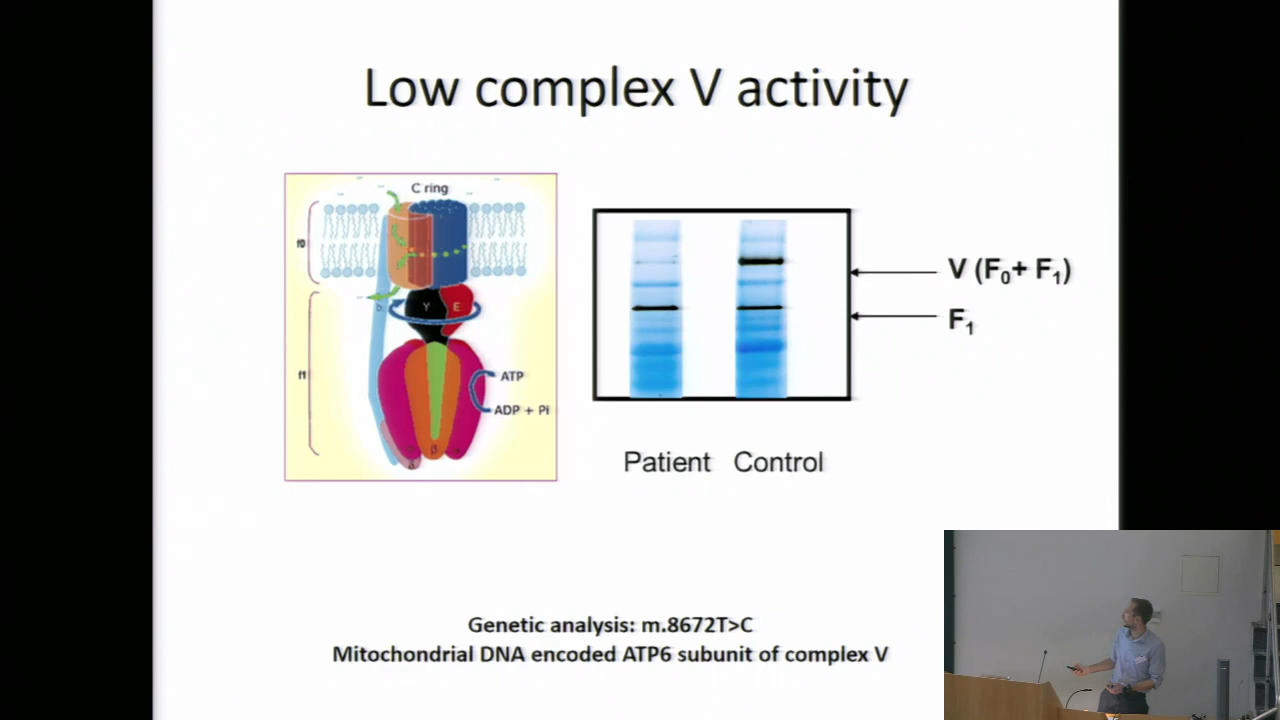 Low complex V activity
C ring
f0
b
Y
E
f1
ATP
ADP + Pi
β
V (F₀+ F₁)
F₁
Patient Control
Genetic analysis: m.8672T>C
Mitochondrial DNA encoded ATP6 subunit of complex V